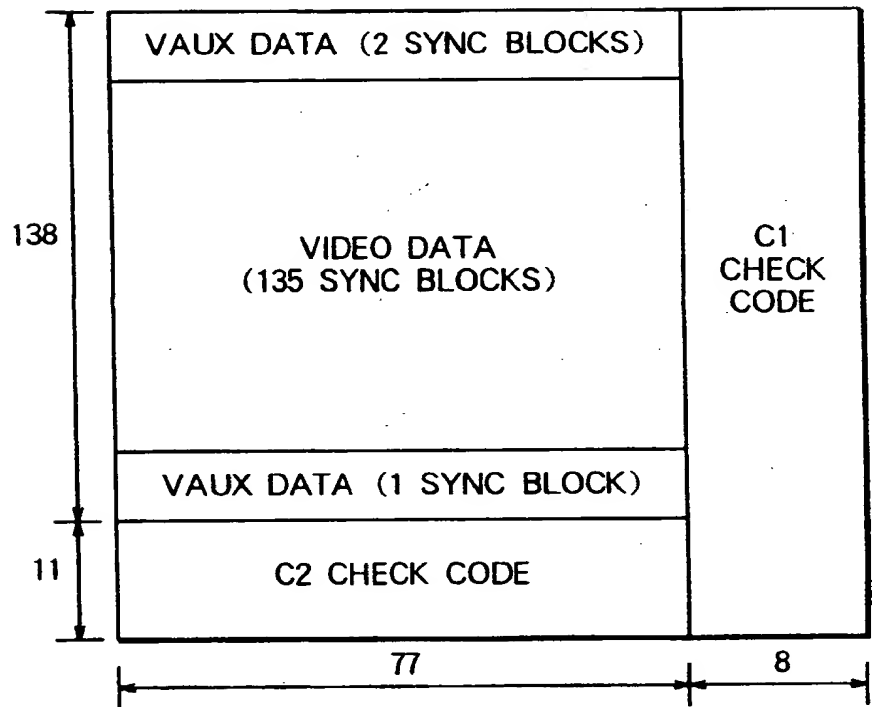 VAUX DATA (2 SYNC BLOCKS)
138
VIDEO DATA
(135 SYNC BLOCKS)
C1
CHECK
CODE
VAUX DATA (1 SYNC BLOCK)
11
C2 CHECK CODE
77
8